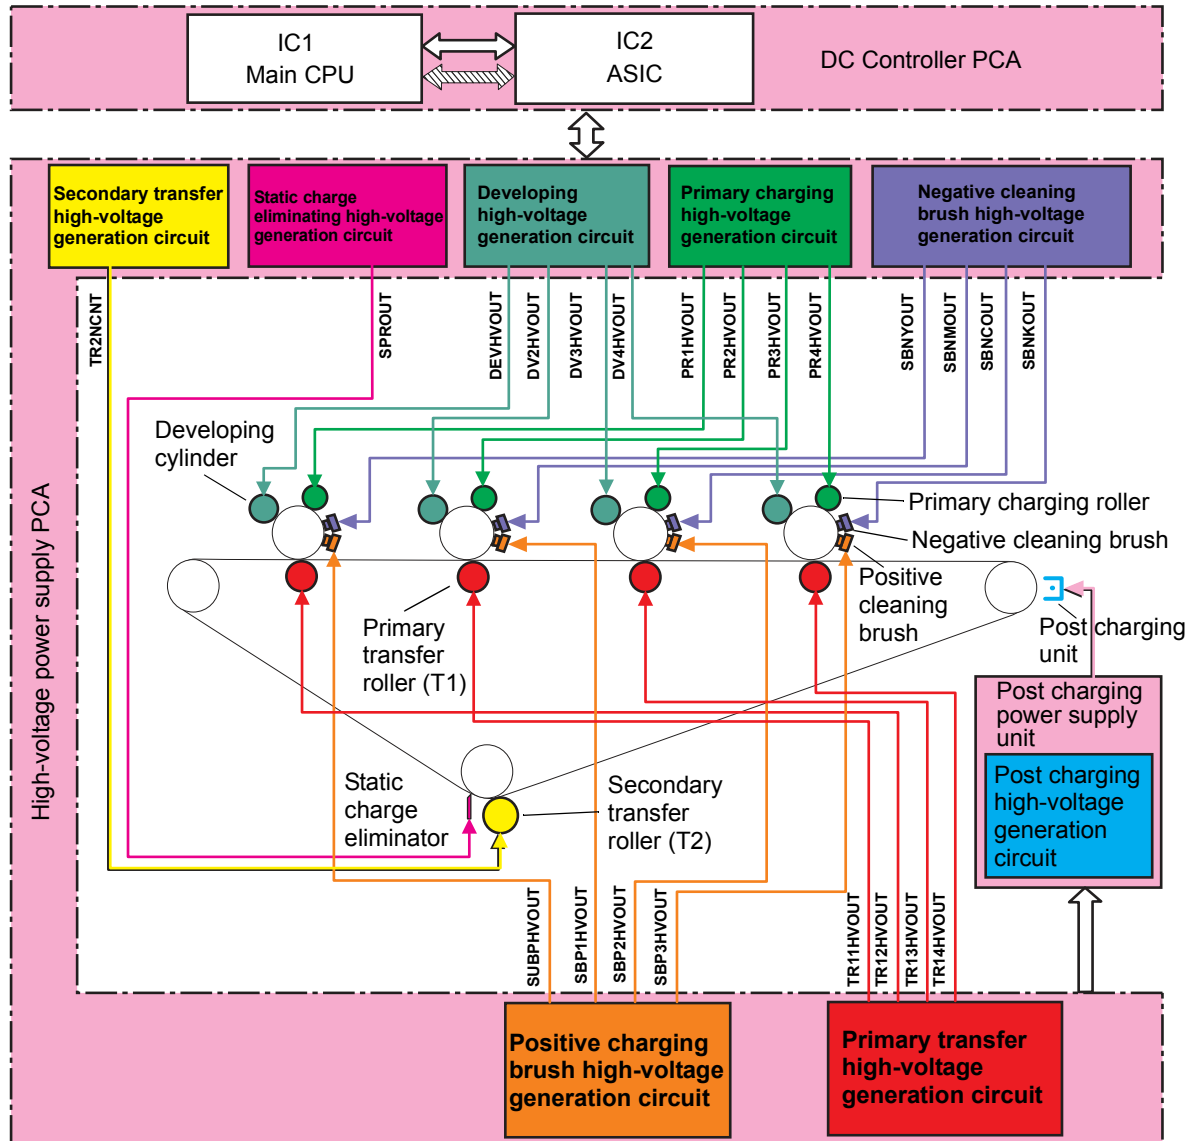 IC1
Main CPU
IC2
ASIC
DC Controller PCA
Secondary transfer
high-voltage
generation circuit
Static charge
eliminating high-voltage
generation circuit
Developing
high-voltage
generation circuit
Primary charging
high-voltage
generation circuit
Negative cleaning
brush high-voltage
generation circuit
TR2NCNT
SPROUT
DEVHVOUT
DV2HVOUT
DV3HVOUT
DV4HVOUT
PR1HVOUT
PR2HVOUT
PR3HVOUT
PR4HVOUT
SBNYOUT
SBNMOUT
SBNCOUT
SBNKOUT
High-voltage power supply PCA
Developing
cylinder
Primary charging roller
Negative cleaning brush
Positive
cleaning
brush
Post charging
unit
Primary
transfer
roller (T1)
Post charging
power supply
unit
Post charging
high-voltage
generation
circuit
Static
charge
eliminator
Secondary
transfer
roller (T2)
SUBPHVOUT
SBP1HVOUT
SBP2HVOUT
SBP3HVOUT
TR11HVOUT
TR12HVOUT
TR13HVOUT
TR14HVOUT
Positive charging
brush high-voltage
generation circuit
Primary transfer
high-voltage
generation circuit